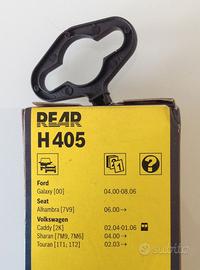 REAR
H 405
Ford
Galaxy [00] 04.00-08.06
Seat
Alhambra [7V9] 06.00→
Volkswagen
Caddy [2K] 02.04-01.06
Sharan [7M9, 7M6] 04.00→
Touran [1T1; 1T2] 02.03→
subito